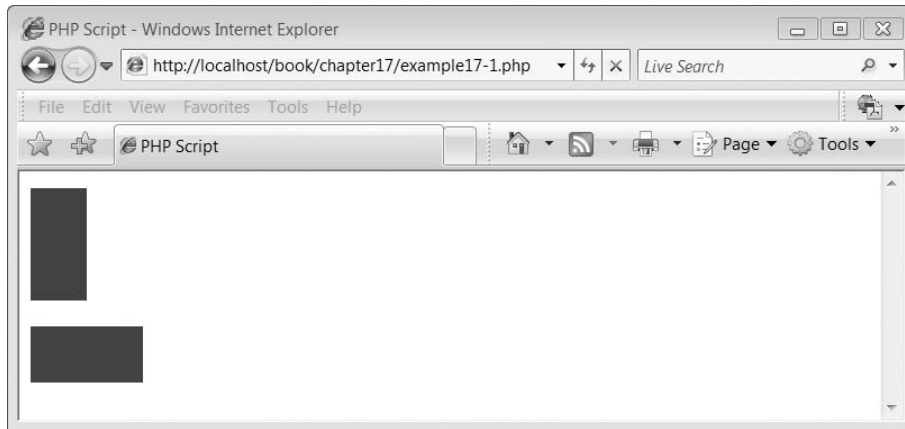 PHP Script - Windows Internet Explorer
http://localhost/book/chapter17/example17-1.php
Live Search
File Edit View Favorites Tools Help
PHP Script
Page
Tools